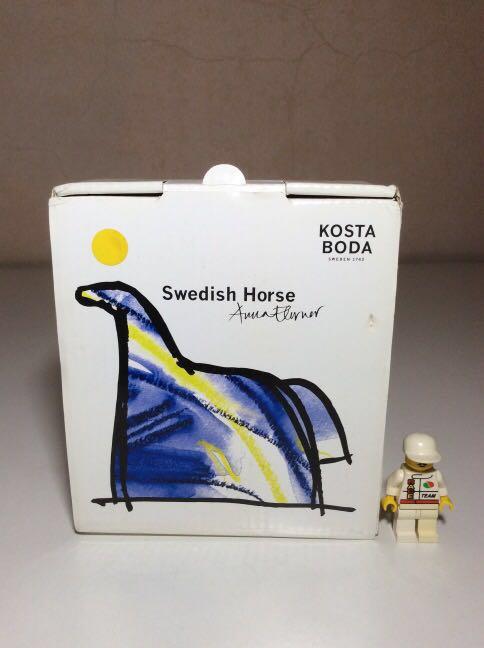 KOSTA
BODA
SWEDEN 1742
Swedish Horse
Anna Ehrner
TEAM